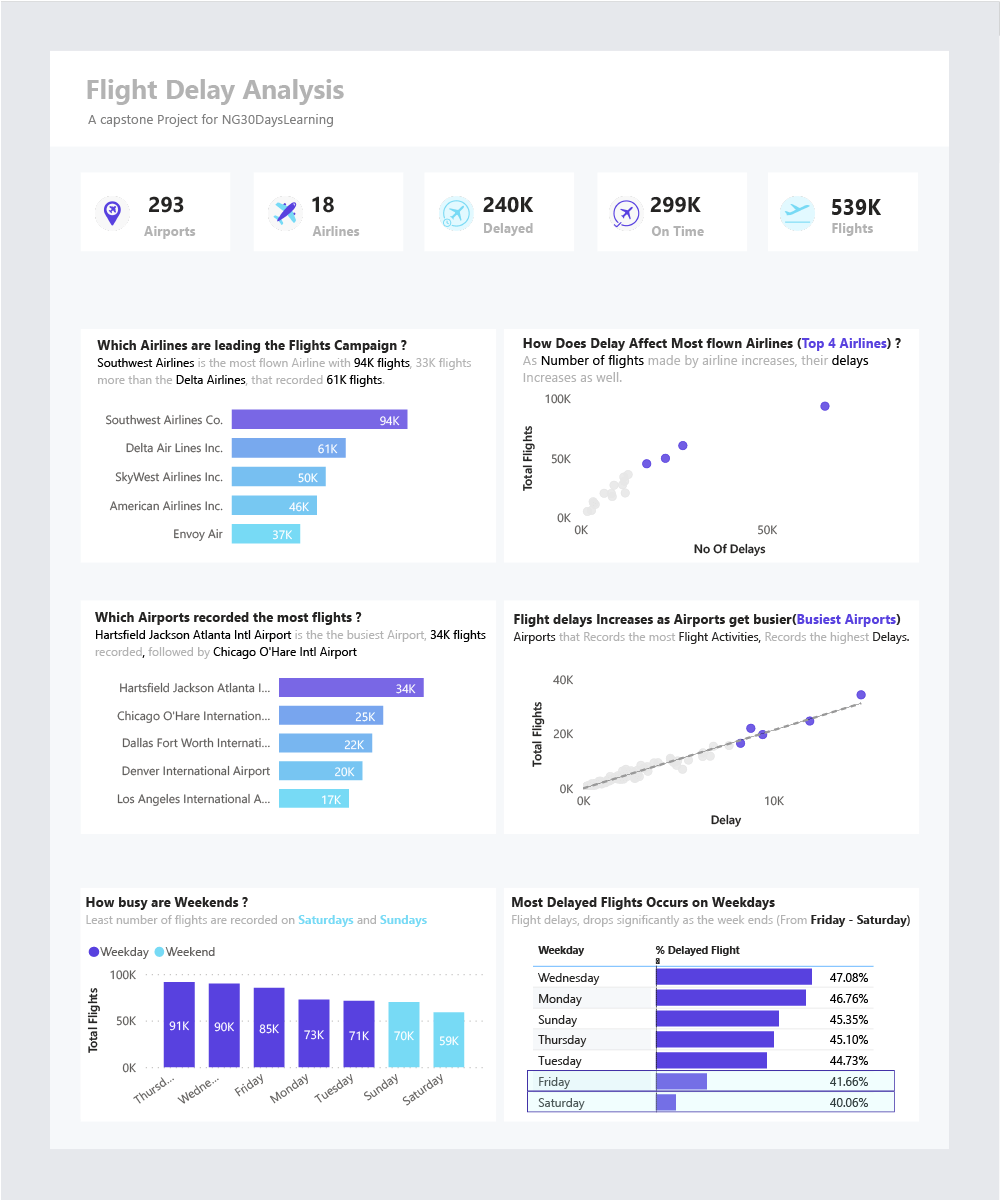 Flight Delay Analysis
A capstone Project for NG30DaysLearning
293
Airports
18
Airlines
240K
Delayed
299K
On Time
539K
Flights
Which Airlines are leading the Flights Campaign ?
Southwest Airlines is the most flown Airline with 94K flights, 33K flights
more than the Delta Airlines, that recorded 61K flights.
Southwest Airlines Co.
94K
Delta Air Lines Inc.
61K
SkyWest Airlines Inc.
50K
American Airlines Inc.
46K
Envoy Air
37K
How Does Delay Affect Most flown Airlines (Top 4 Airlines) ?
As Number of flights made by airline increases, their delays
Increases as well.
Total Flights
100K
50K
0K
0K
50K
No Of Delays
Which Airports recorded the most flights ?
Hartsfield Jackson Atlanta Intl Airport is the the busiest Airport, 34K flights
recorded, followed by Chicago O'Hare Intl Airport
Hartsfield Jackson Atlanta I...
34K
Chicago O'Hare Internation...
25K
Dallas Fort Worth Internati...
22K
Denver International Airport
20K
Los Angeles International A...
17K
Flight delays Increases as Airports get busier(Busiest Airports)
Airports that Records the most Flight Activities, Records the highest Delays.
Total Flights
40K
20K
0K
0K
10K
Delay
How busy are Weekends ?
Least number of flights are recorded on Saturdays and Sundays
Weekday
Weekend
Total Flights
100K
50K
0K
91K
90K
85K
73K
71K
70K
59K
Thursd...
Wedne...
Friday
Monday
Tuesday
Sunday
Saturday
Most Delayed Flights Occurs on Weekdays
Flight delays, drops significantly as the week ends (From Friday - Saturday)
Weekday
% Delayed Flight
Wednesday
47.08%
Monday
46.76%
Sunday
45.35%
Thursday
45.10%
Tuesday
44.73%
Friday
41.66%
Saturday
40.06%